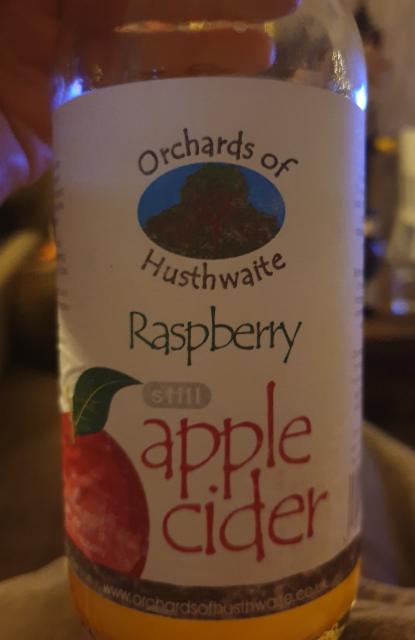 Orchards of
Husthwaite
Raspberry
still
apple
cider
www.orchardsofhusthwaite.co.uk